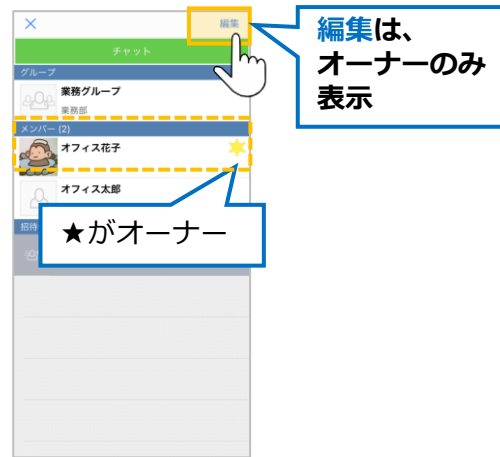 編集
チャット
グループ
業務グループ
業務部
メンバー (2)
オフィス花子
オフィス太郎
招待
★がオーナー
編集は、
オーナーのみ
表示